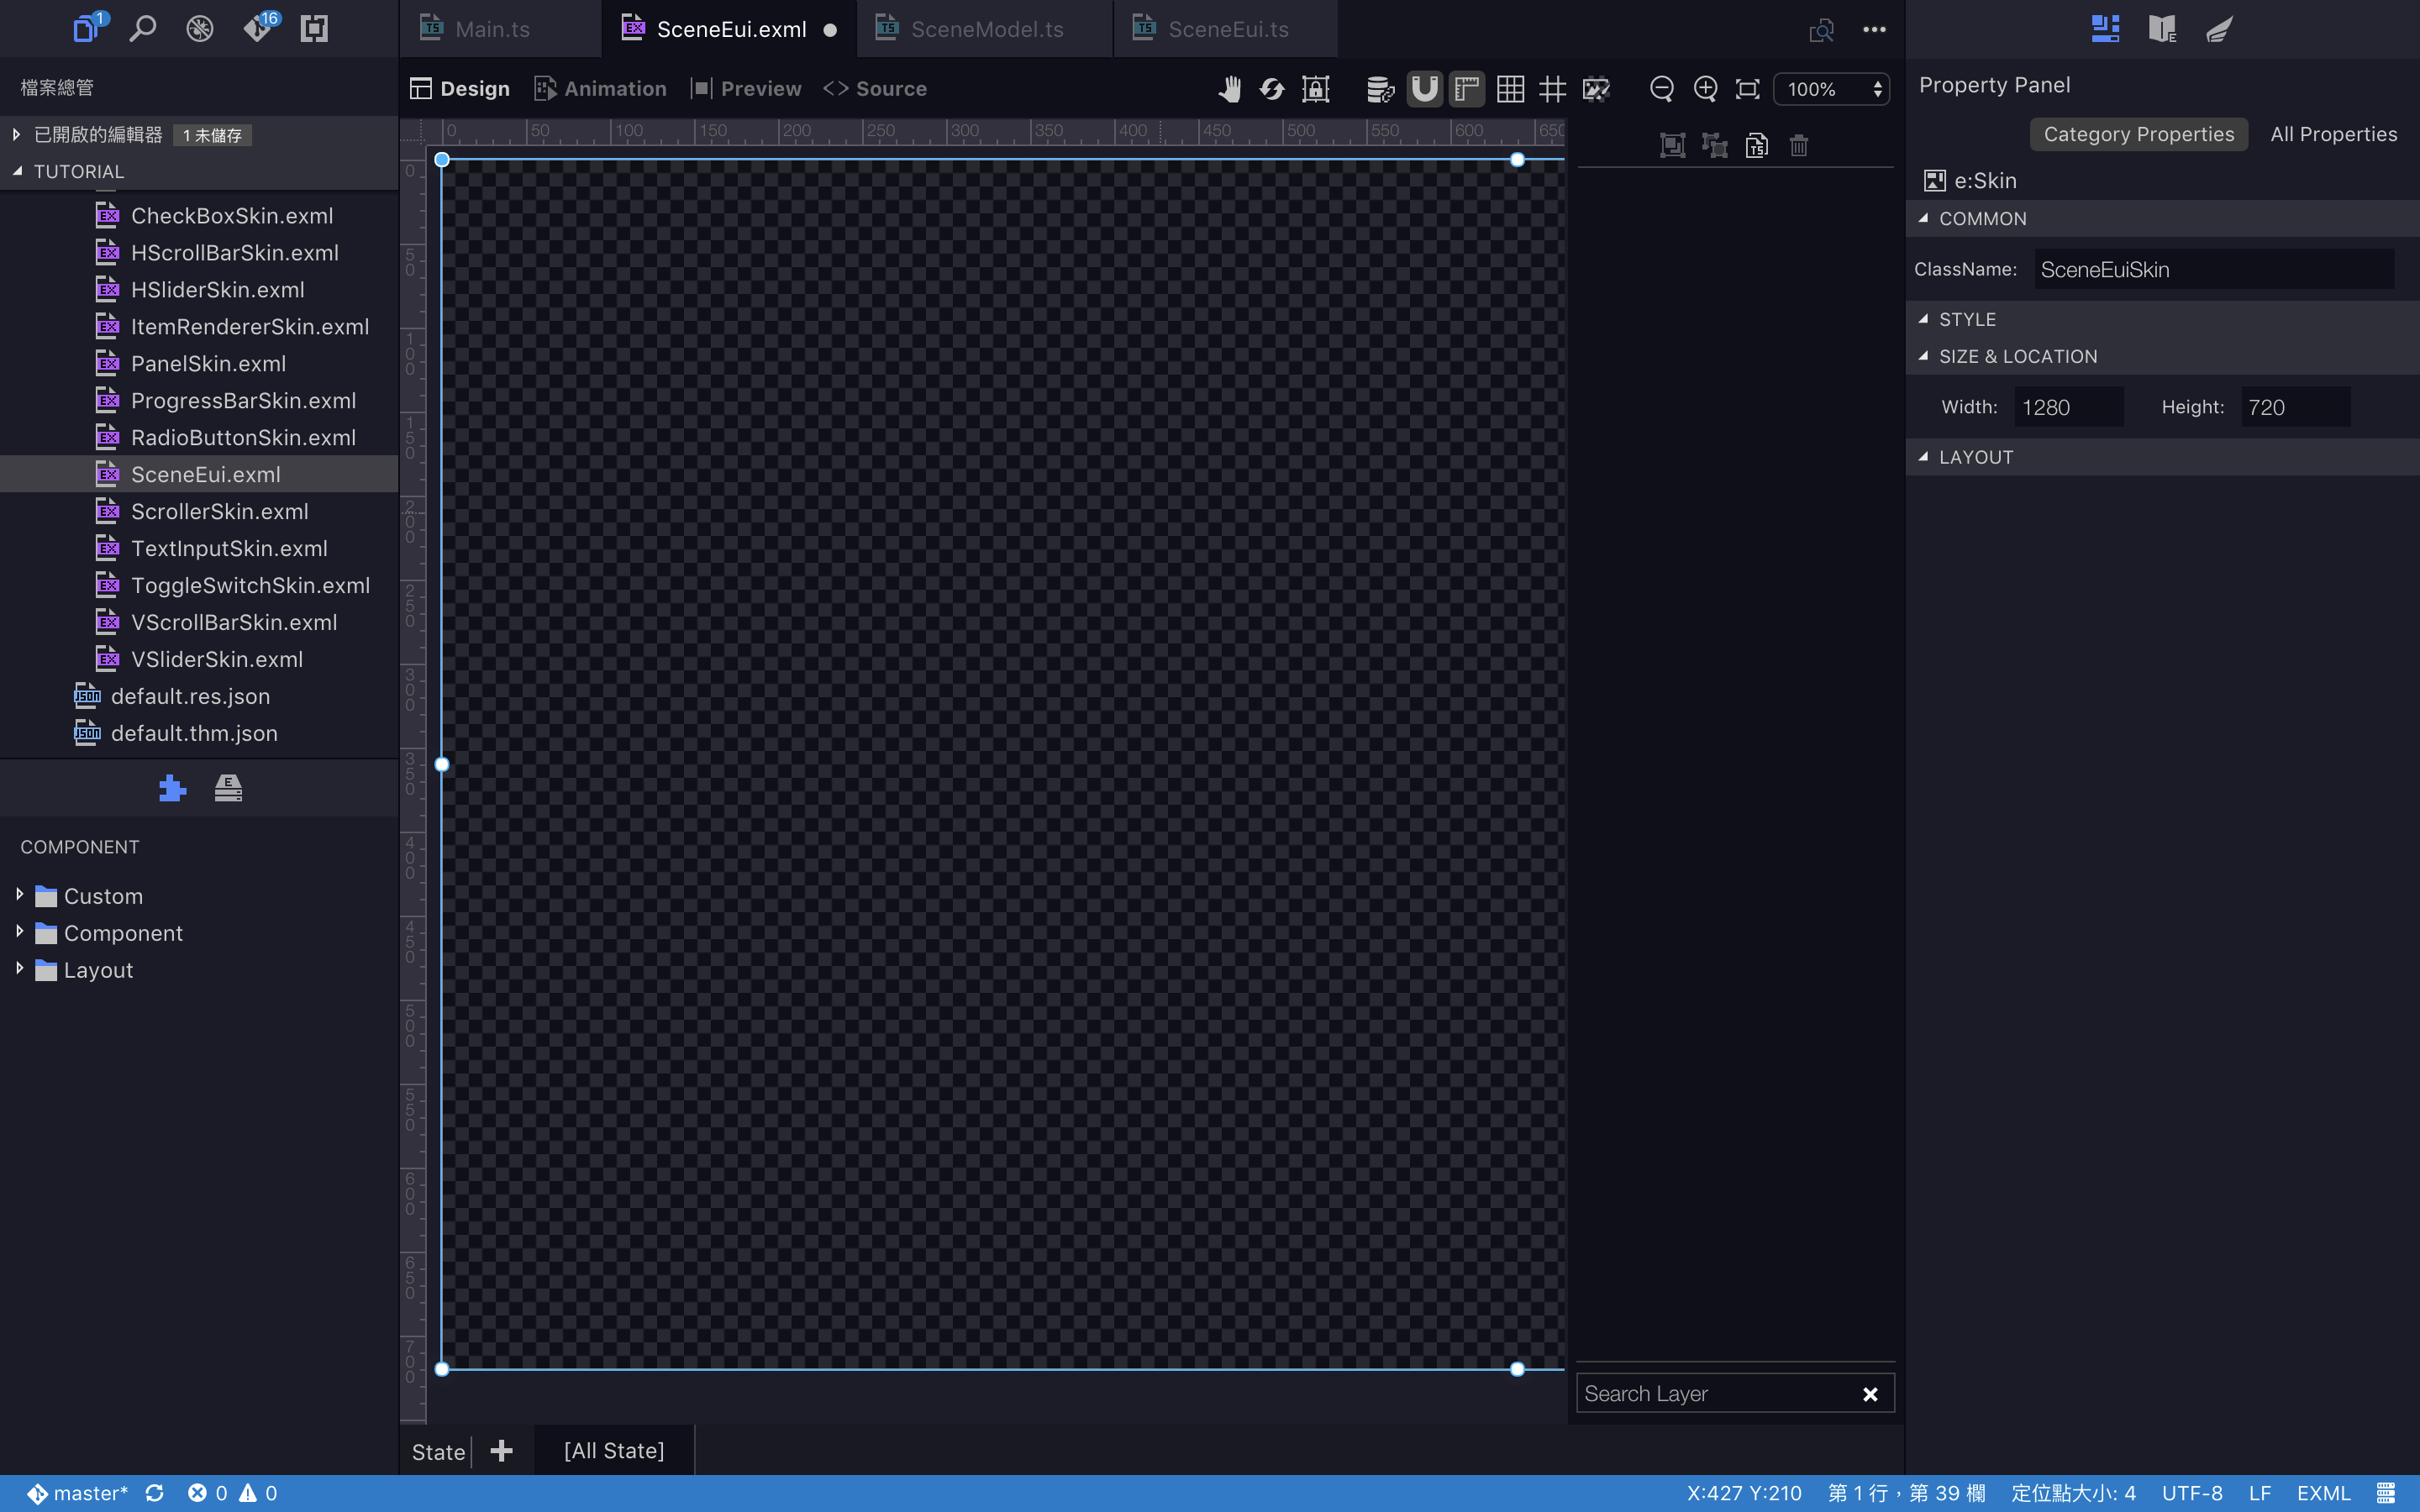 1
16
Main.ts
SceneEui.exml
SceneModel.ts
SceneEui.ts
檔案總管
Design
Animation
Preview
<> Source
100%
Property Panel
已開啟的編輯器 1 未儲存
Category Properties
All Properties
TUTORIAL
0 50 100 150 200 250 300 350 400 450 500 550 600 650
e:Skin
COMMON
ClassName: SceneEuiSkin
STYLE
SIZE & LOCATION
Width: 1280 Height: 720
LAYOUT
CheckBoxSkin.exml
HScrollBarSkin.exml
HSliderSkin.exml
ItemRendererSkin.exml
PanelSkin.exml
ProgressBarSkin.exml
RadioButtonSkin.exml
SceneEui.exml
ScrollerSkin.exml
TextInputSkin.exml
ToggleSwitchSkin.exml
VScrollBarSkin.exml
VSliderSkin.exml
default.res.json
default.thm.json
0
50
100
150
200
250
300
350
400
450
500
550
600
650
700
COMPONENT
Custom
Component
Layout
Search Layer
State
[All State]
master* 0 0
X:427 Y:210 第 1 行，第 39 欄 定位點大小: 4 UTF-8 LF EXML